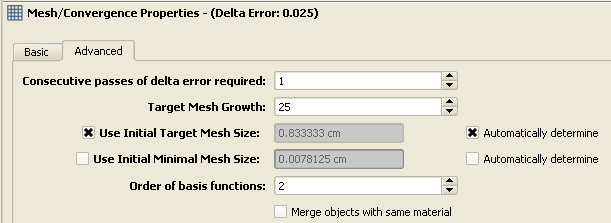 Mesh/Convergence Properties - (Delta Error: 0.025)
Basic Advanced
Consecutive passes of delta error required: 1
Target Mesh Growth: 25
Use Initial Target Mesh Size: 0.833333 cm Automatically determine
Use Initial Minimal Mesh Size: 0.0078125 cm Automatically determine
Order of basis functions: 2
Merge objects with same material